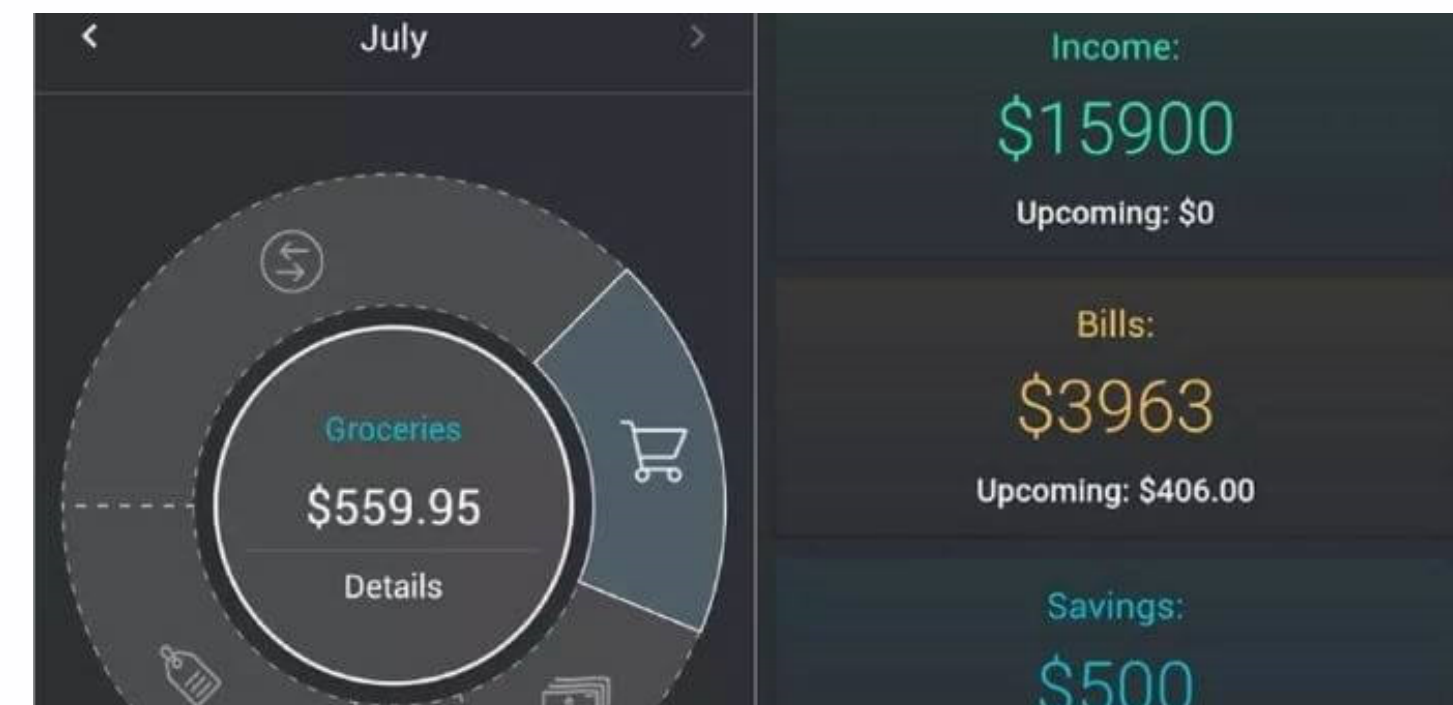 July
Groceries
$559.95
Details
Income:
$15900
Upcoming: $0
Bills:
$3963
Upcoming: $406.00
Savings:
$500